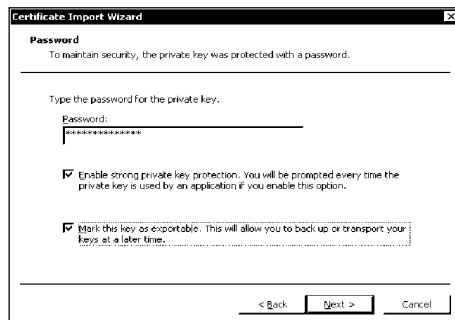 Certificate Import Wizard
Password
To maintain security, the private key was protected with a password.
Type the password for the private key.
Password:
**************
Enable strong private key protection. You will be prompted every time the
private key is used by an application if you enable this option.
Mark this key as exportable. This will allow you to back up or transport your
keys at a later time.
< Back Next > Cancel